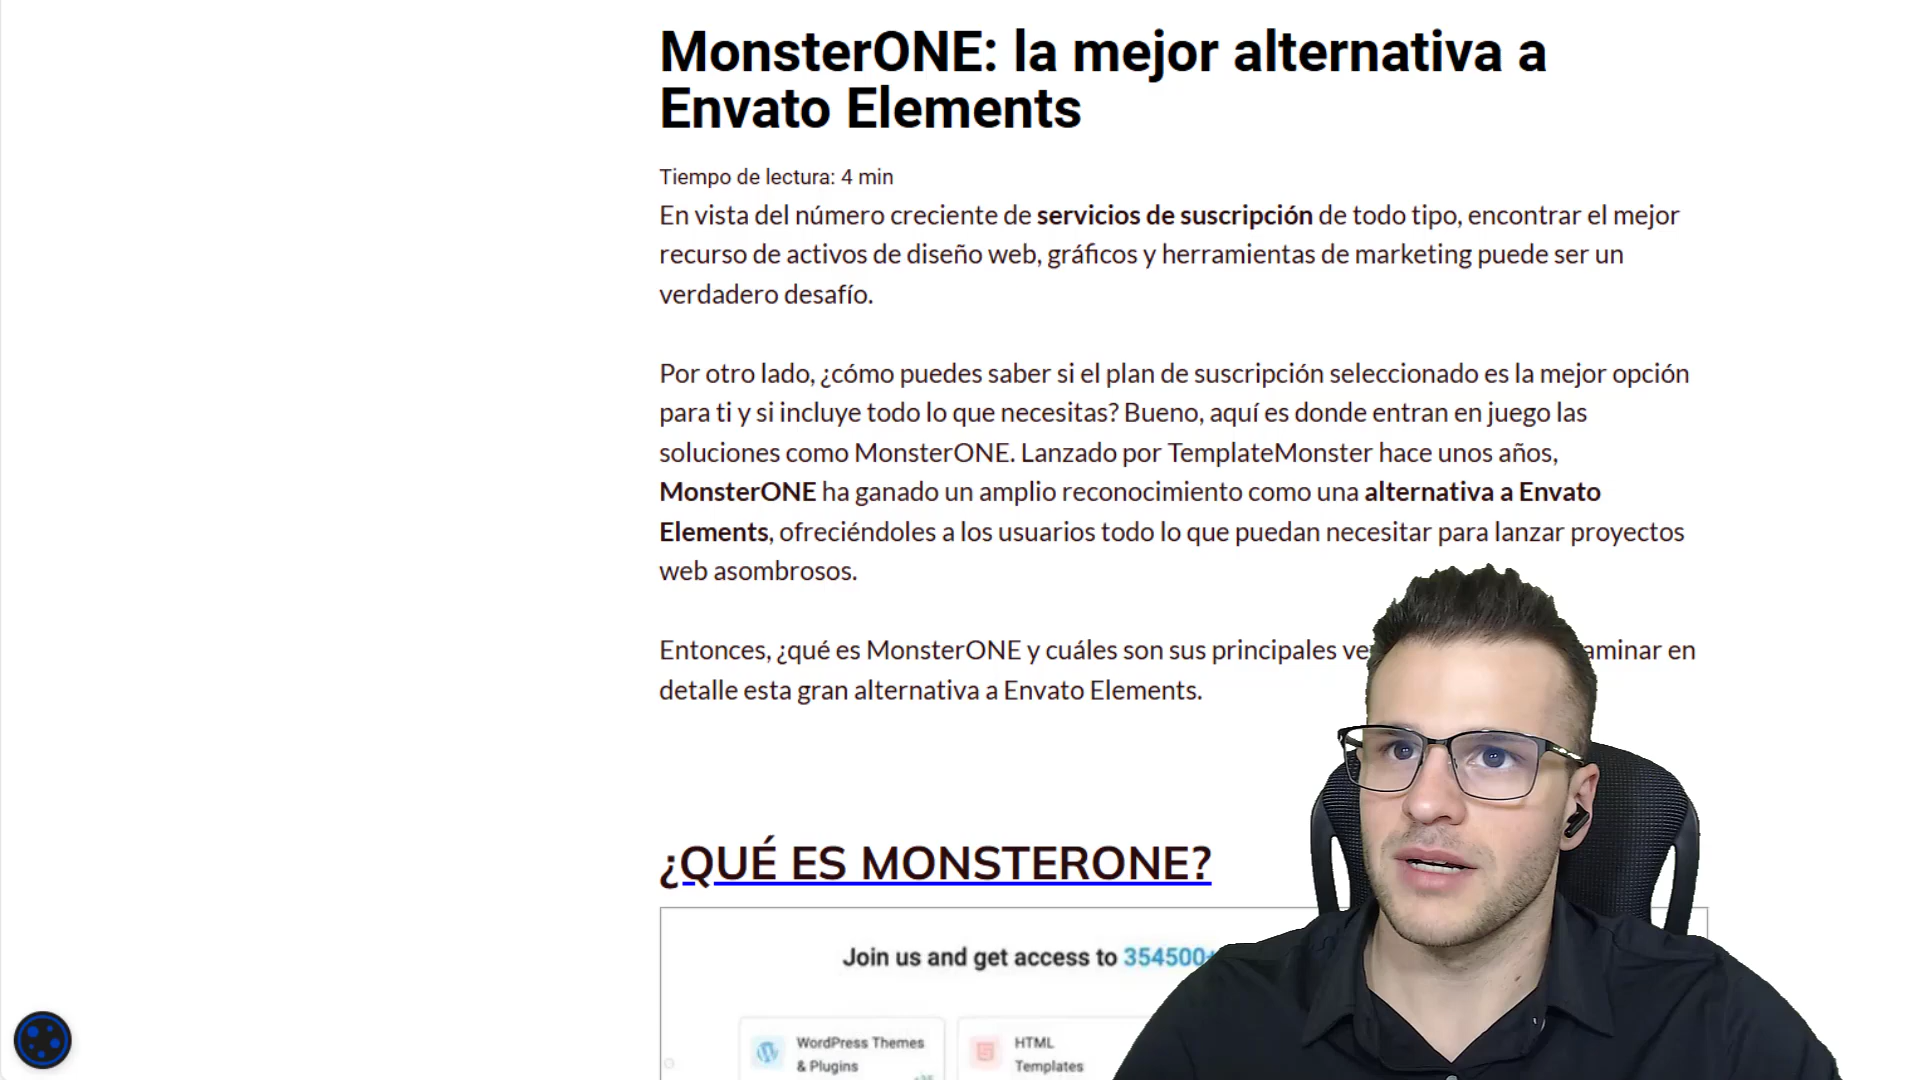 MonsterONE: la mejor alternativa a
Envato Elements
Tiempo de lectura: 4 min
En vista del número creciente de servicios de suscripción de todo tipo, encontrar el mejor
recurso de activos de diseño web, gráficos y herramientas de marketing puede ser un
verdadero desafío.
Por otro lado, ¿cómo puedes saber si el plan de suscripción seleccionado es la mejor opción
para ti y si incluye todo lo que necesitas? Bueno, aquí es donde entran en juego las
soluciones como MonsterONE. Lanzado por TemplateMonster hace unos años,
MonsterONE ha ganado un amplio reconocimiento como una alternativa a Envato
Elements, ofreciéndoles a los usuarios todo lo que puedan necesitar para lanzar proyectos
web asombrosos.
Entonces, ¿qué es MonsterONE y cuáles son sus principales en
detalle esta gran alternativa a Envato Elements.
¿QUÉ ES MONSTERONE?
Join us and get access to 354500+
WordPress Themes
& Plugins
HTML
Templates